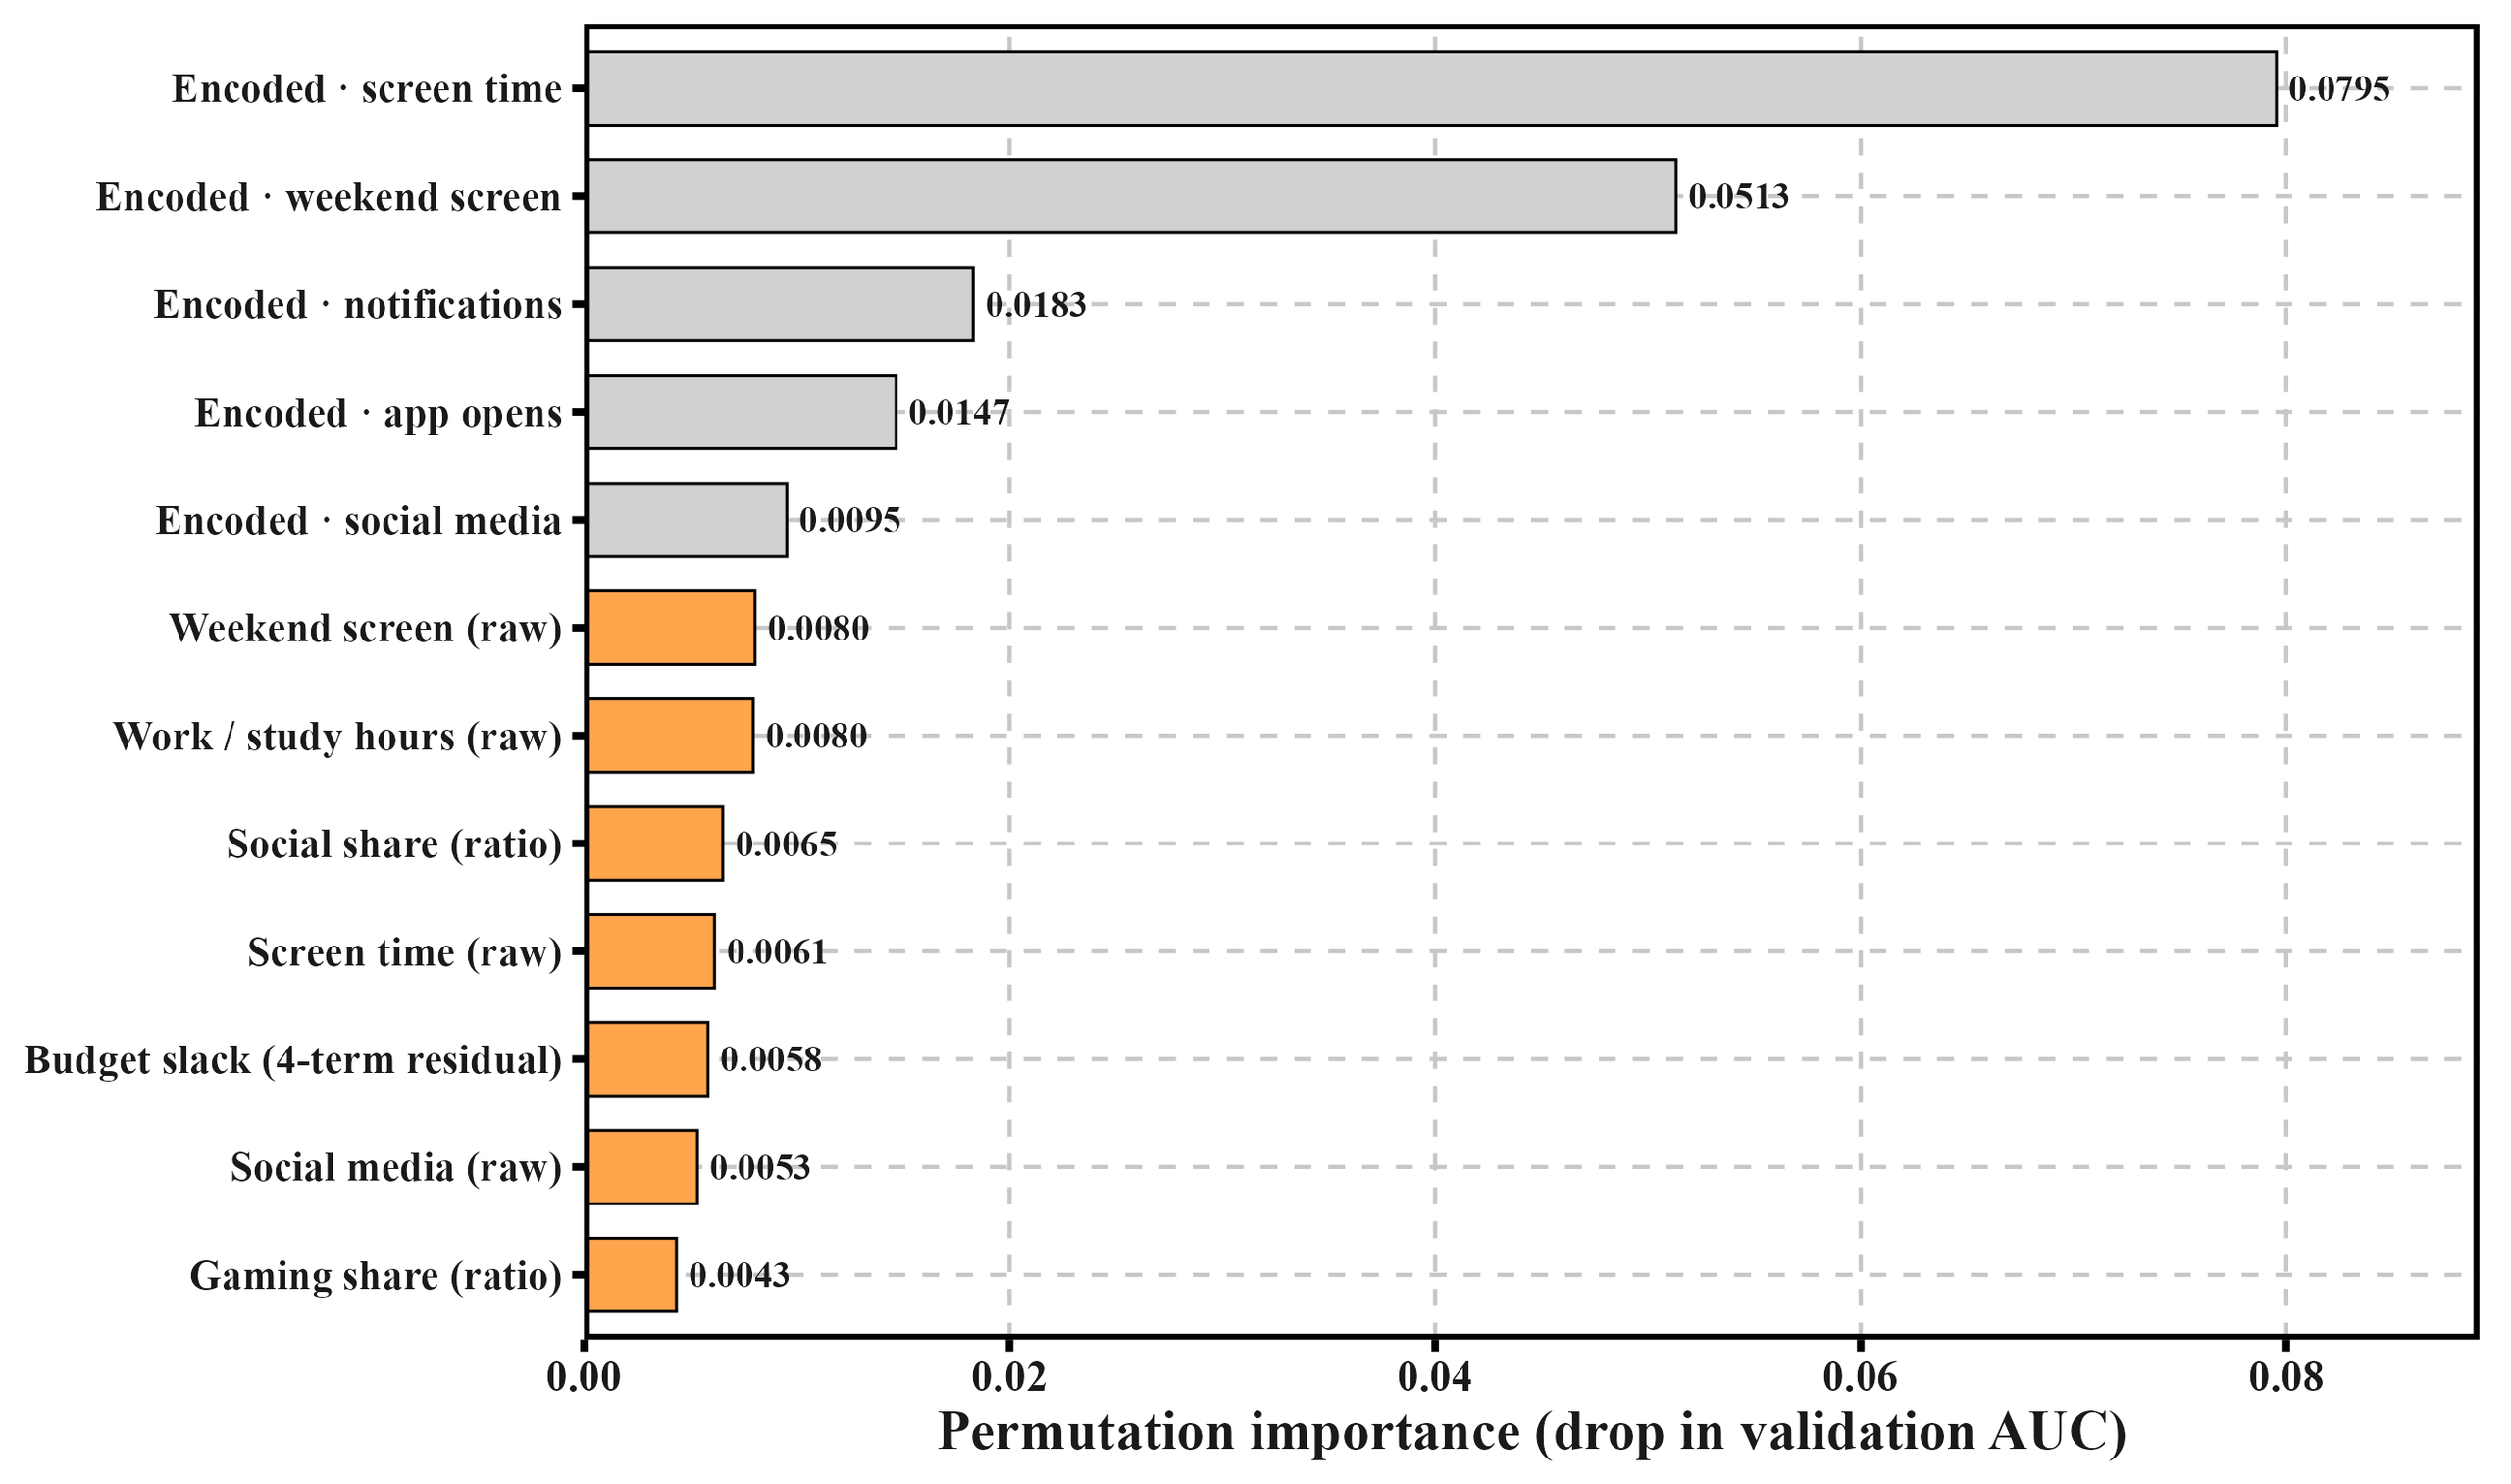 Encoded · screen time 0.0795
Encoded · weekend screen 0.0513
Encoded · notifications 0.0183
Encoded · app opens 0.0147
Encoded · social media 0.0095
Weekend screen (raw) 0.0080
Work / study hours (raw) 0.0080
Social share (ratio) 0.0065
Screen time (raw) 0.0061
Budget slack (4-term residual) 0.0058
Social media (raw) 0.0053
Gaming share (ratio) 0.0043
0.00 0.02 0.04 0.06 0.08
Permutation importance (drop in validation AUC)